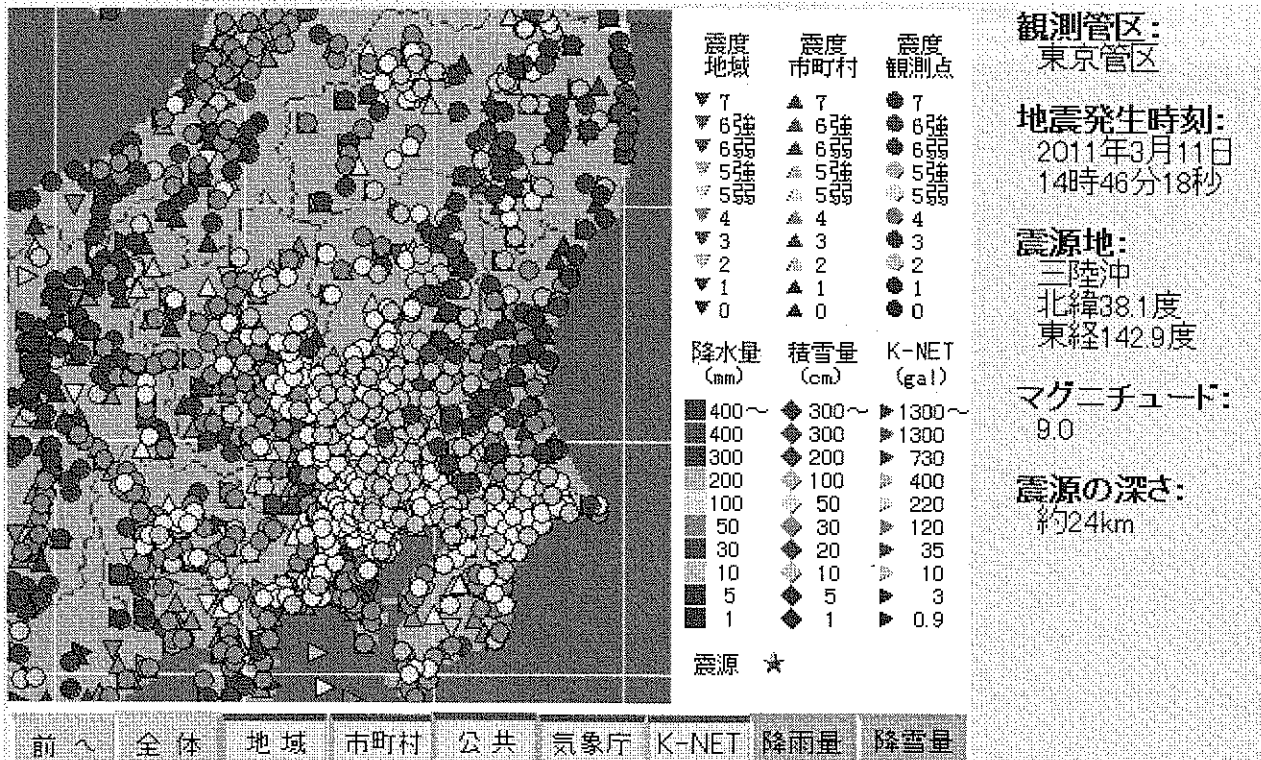 震度 震度 震度
地域 市町村 観測点
▼ 7 ▲ 7 ● 7
▼ 6強 ▲ 6強 ● 6強
▼ 6弱 ▲ 6弱 ● 6弱
▼ 5強 ▲ 5強 ● 5強
▼ 5弱 ▲ 5弱 ● 5弱
▼ 4 ▲ 4 ● 4
▼ 3 ▲ 3 ● 3
▼ 2 ▲ 2 ● 2
▼ 1 ▲ 1 ● 1
▼ 0 ▲ 0 ● 0
降水量 積雪量 K-NET
(mm) (cm) (gal)
■ 400～ ◆ 300～ ▶ 1300～
■ 400 ◆ 300 ▶ 1300
■ 300 ◆ 200 ▶ 730
■ 200 ◆ 100 ▶ 400
■ 100 ◆ 50 ▶ 220
■ 50 ◆ 30 ▶ 120
■ 30 ◆ 20 ▶ 35
■ 10 ◆ 10 ▶ 10
■ 5 ◆ 5 ▶ 3
■ 1 ◆ 1 ▶ 0.9
震源 ★
観測管区:
東京管区
地震発生時刻:
2011年3月11日
14時46分18秒
震源地:
三陸沖
北緯38.1度
東経142.9度
マグニチュード:
9.0
震源の深さ:
約24km
前へ 全体 地域 市町村 公共 気象庁 K-NET 降雨量 降雪量